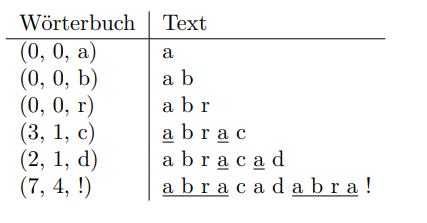 Wörterbuch Text
(0, 0, a) a
(0, 0, b) a b
(0, 0, r) a b r
(3, 1, c) a b r a c
(2, 1, d) a b r a c a d
(7, 4, !) a b r a c a d a b r a !